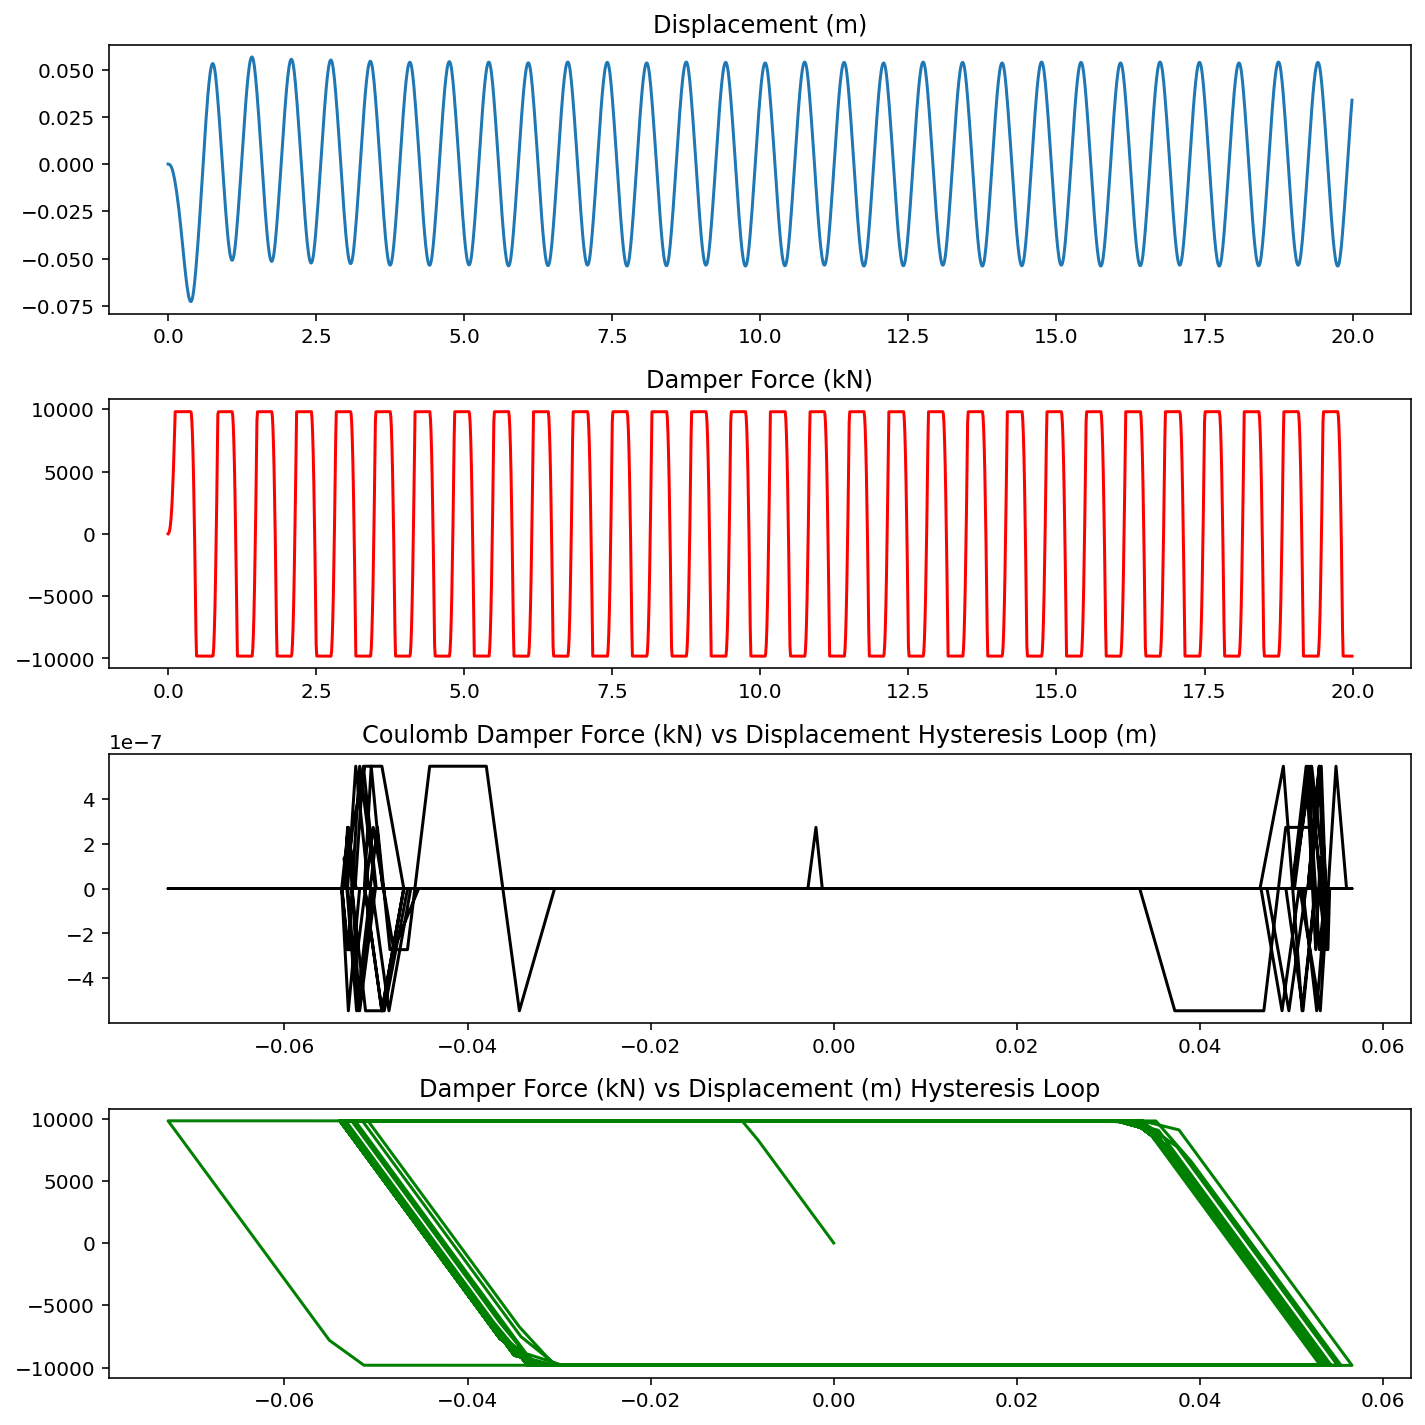 Displacement (m)
0.050
0.025
0.000
−0.025
−0.050
−0.075
0.0 2.5 5.0 7.5 10.0 12.5 15.0 17.5 20.0
Damper Force (kN)
10000
5000
0
−5000
−10000
0.0 2.5 5.0 7.5 10.0 12.5 15.0 17.5 20.0
Coulomb Damper Force (kN) vs Displacement Hysteresis Loop (m)
1e−7
4
2
0
−2
−4
−0.06 −0.04 −0.02 0.00 0.02 0.04 0.06
Damper Force (kN) vs Displacement (m) Hysteresis Loop
10000
5000
0
−5000
−10000
−0.06 −0.04 −0.02 0.00 0.02 0.04 0.06